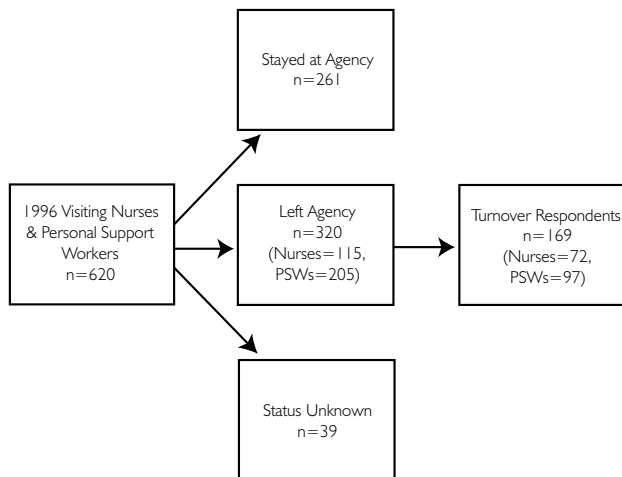 Stayed at Agency
n=261
1996 Visiting Nurses
& Personal Support
Workers
n=620
Left Agency
n=320
(Nurses=115,
PSWs=205)
Turnover Respondents
n=169
(Nurses=72,
PSWs=97)
Status Unknown
n=39